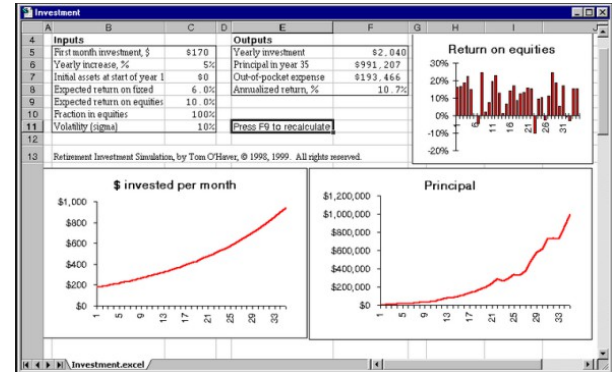 Investment
A B C D E F G H I J
4 Inputs Outputs
5 First month investment, $ $170 Yearly investment $2,040
6 Yearly increase, % 5% Principal in year 35 $991,207
7 Initial assets at start of year 1 $0 Out-of-pocket expense $193,466
8 Expected return on fixed 6.0% Annualized return, % 10.7%
9 Expected return on equities 10.0%
10 Fraction in equities 100%
11 Volatility (sigma) 10% Press F9 to recalculate
12
13 Retirement Investment Simulation, by Tom O'Haver, © 1998, 1999. All rights reserved.
Return on equities
30%
20%
10%
0%
-10%
-20%
1 6 11 16 21 26 31
$ invested per month
$1,000
$800
$600
$400
$200
$0
1 5 9 13 17 21 25 29 33
Principal
$1,200,000
$1,000,000
$800,000
$600,000
$400,000
$200,000
$0
1 5 9 13 17 21 25 29 33
Investment.excel